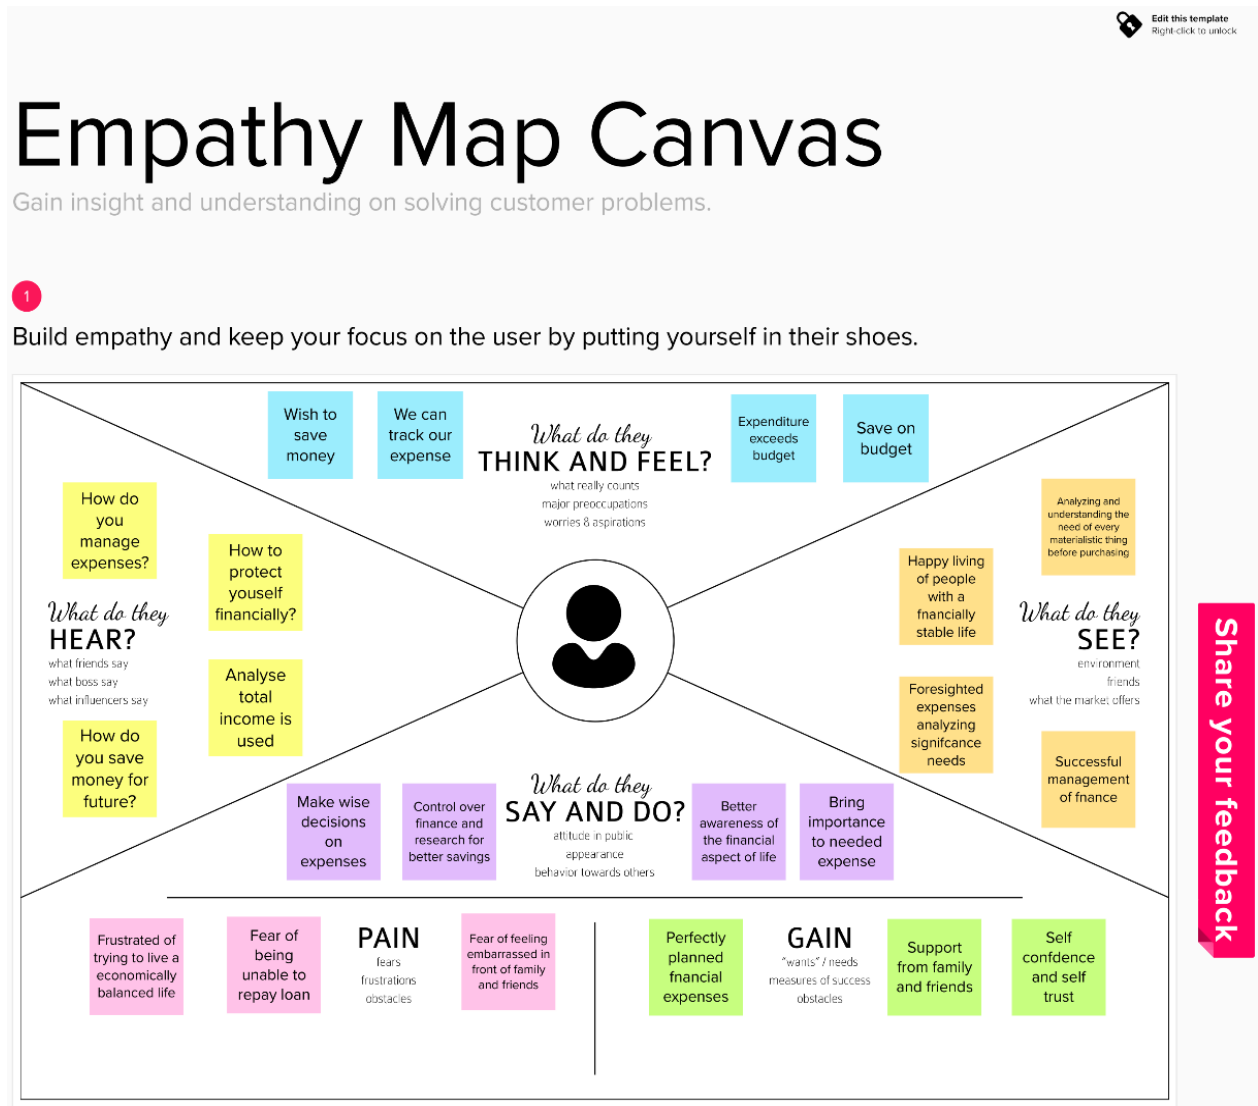 Edit this template
Right-click to unlock
Empathy Map Canvas
Gain insight and understanding on solving customer problems.
1
Build empathy and keep your focus on the user by putting yourself in their shoes.
Wish to
save
money
We can
track our
expense
What do they
THINK AND FEEL?
what really counts
major preoccupations
worries & aspirations
Expenditure
exceeds
budget
Save on
budget
How do
you
manage
expenses?
How to
protect
youself
financially?
What do they
HEAR?
what friends say
what boss say
what influencers say
Analyse
total
income is
used
How do
you save
money for
future?
Analyzing and
understanding the
need of every
materialistic thing
before purchasing
Happy living
of people
with a
fnancially
stable life
What do they
SEE?
environment
friends
what the market offers
Foresighted
expenses
analyzing
signifcance
needs
Successful
management
of fnance
Make wise
decisions
on
expenses
Control over
finance and
research for
better savings
What do they
SAY AND DO?
attitude in public
appearance
behavior towards others
Better
awareness of
the financial
aspect of life
Bring
importance
to needed
expense
Frustrated of
trying to live a
economically
balanced life
Fear of
being
unable to
repay loan
PAIN
fears
frustrations
obstacles
Fear of feeling
embarrassed in
front of family
and friends
Perfectly
planned
fnancial
expenses
GAIN
"wants" / needs
measures of success
obstacles
Support
from family
and friends
Self
confdence
and self
trust
Share your feedback